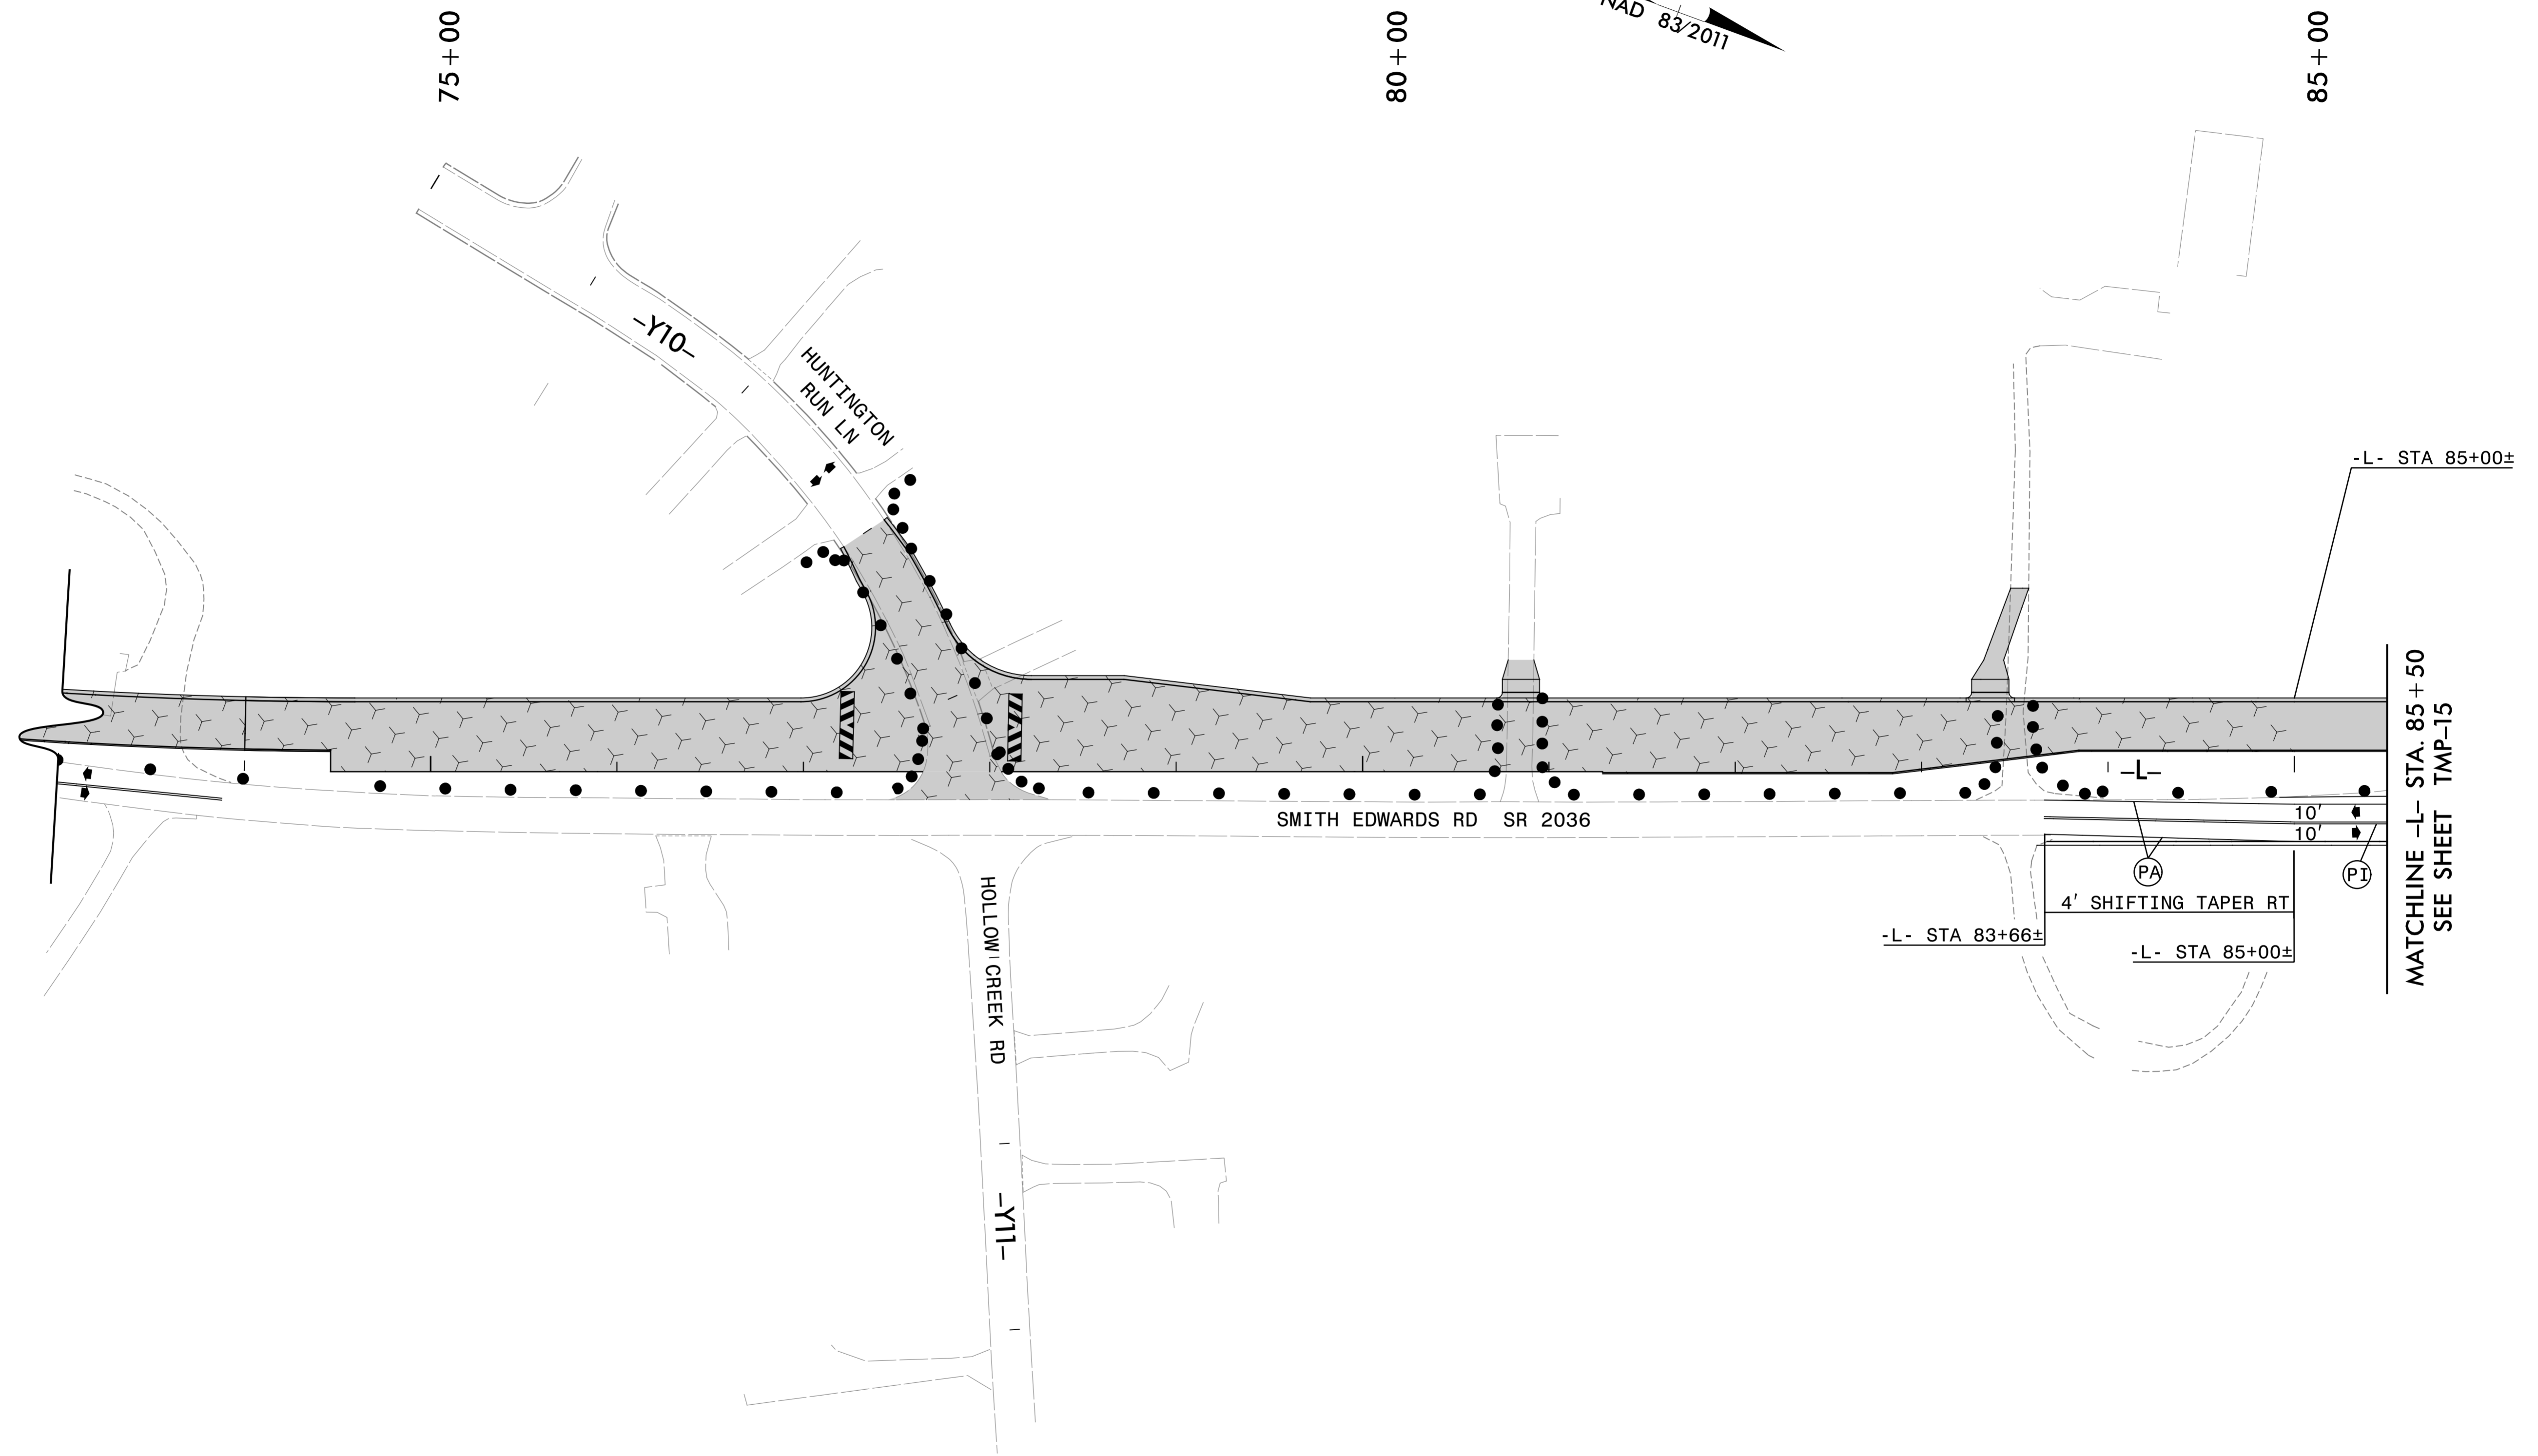 NAD 83/2011
75+00
80+00
85+00
-Y10-
HUNTINGTON
RUN LN
-L- STA 85+00±
-L-
SMITH EDWARDS RD SR 2036
10'
10'
PA
PI
4' SHIFTING TAPER RT
-L- STA 83+66±
-L- STA 85+00±
MATCHLINE -L- STA. 85+50
SEE SHEET TMP-15
HOLLOW CREEK RD
-Y11-